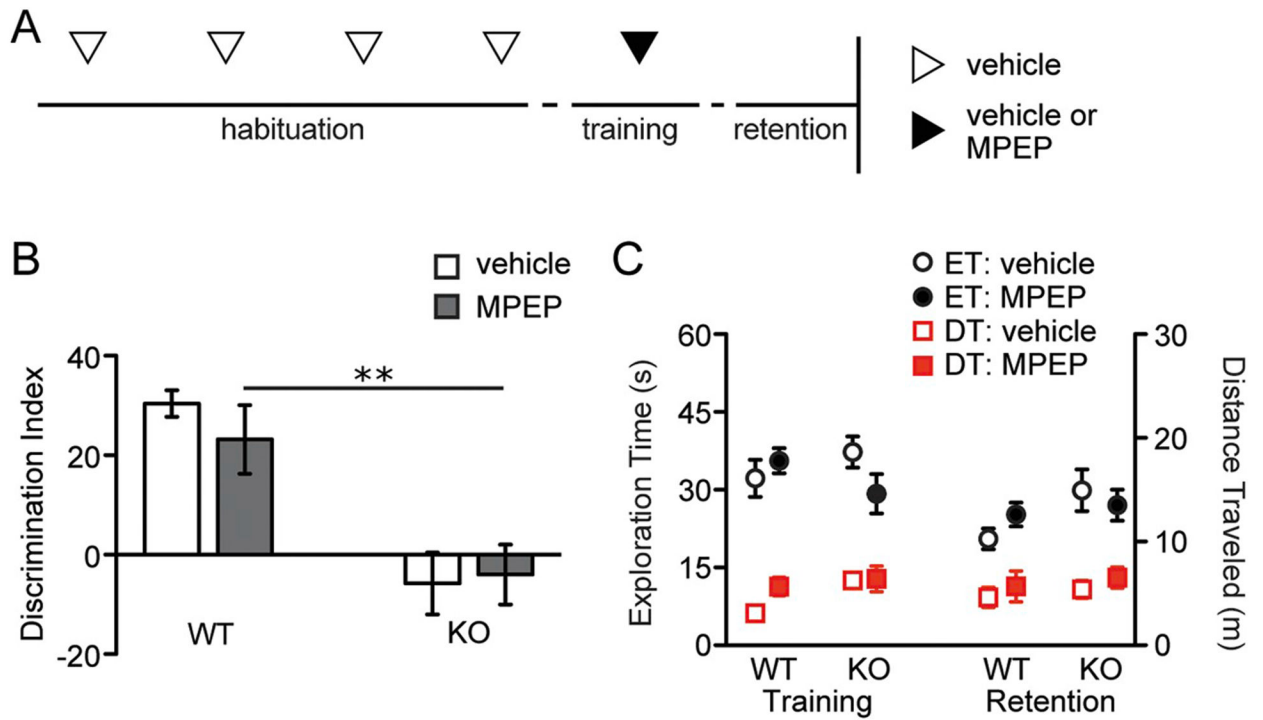 A
habituation
training
retention
vehicle
vehicle or
MPEP
B
vehicle
MPEP
Discrimination Index
40
20
0
-20
**
WT
KO
C
ET: vehicle
ET: MPEP
DT: vehicle
DT: MPEP
Exploration Time (s)
60
45
30
15
0
30
20
10
0
Distance Traveled (m)
WT
KO
WT
KO
Training
Retention